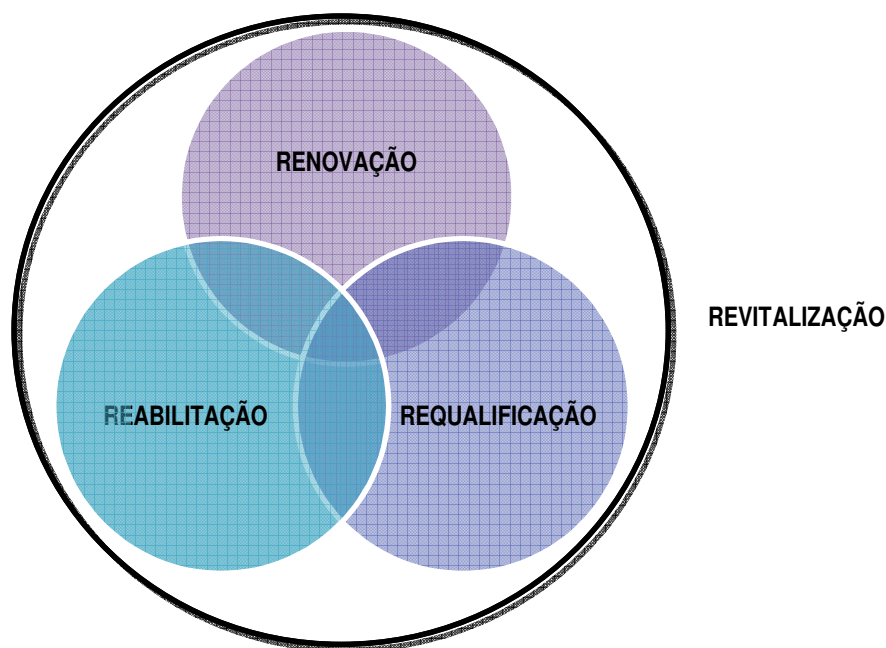 RENOVAÇÃO
REVITALIZAÇÃO
REABILITAÇÃO
REQUALIFICAÇÃO